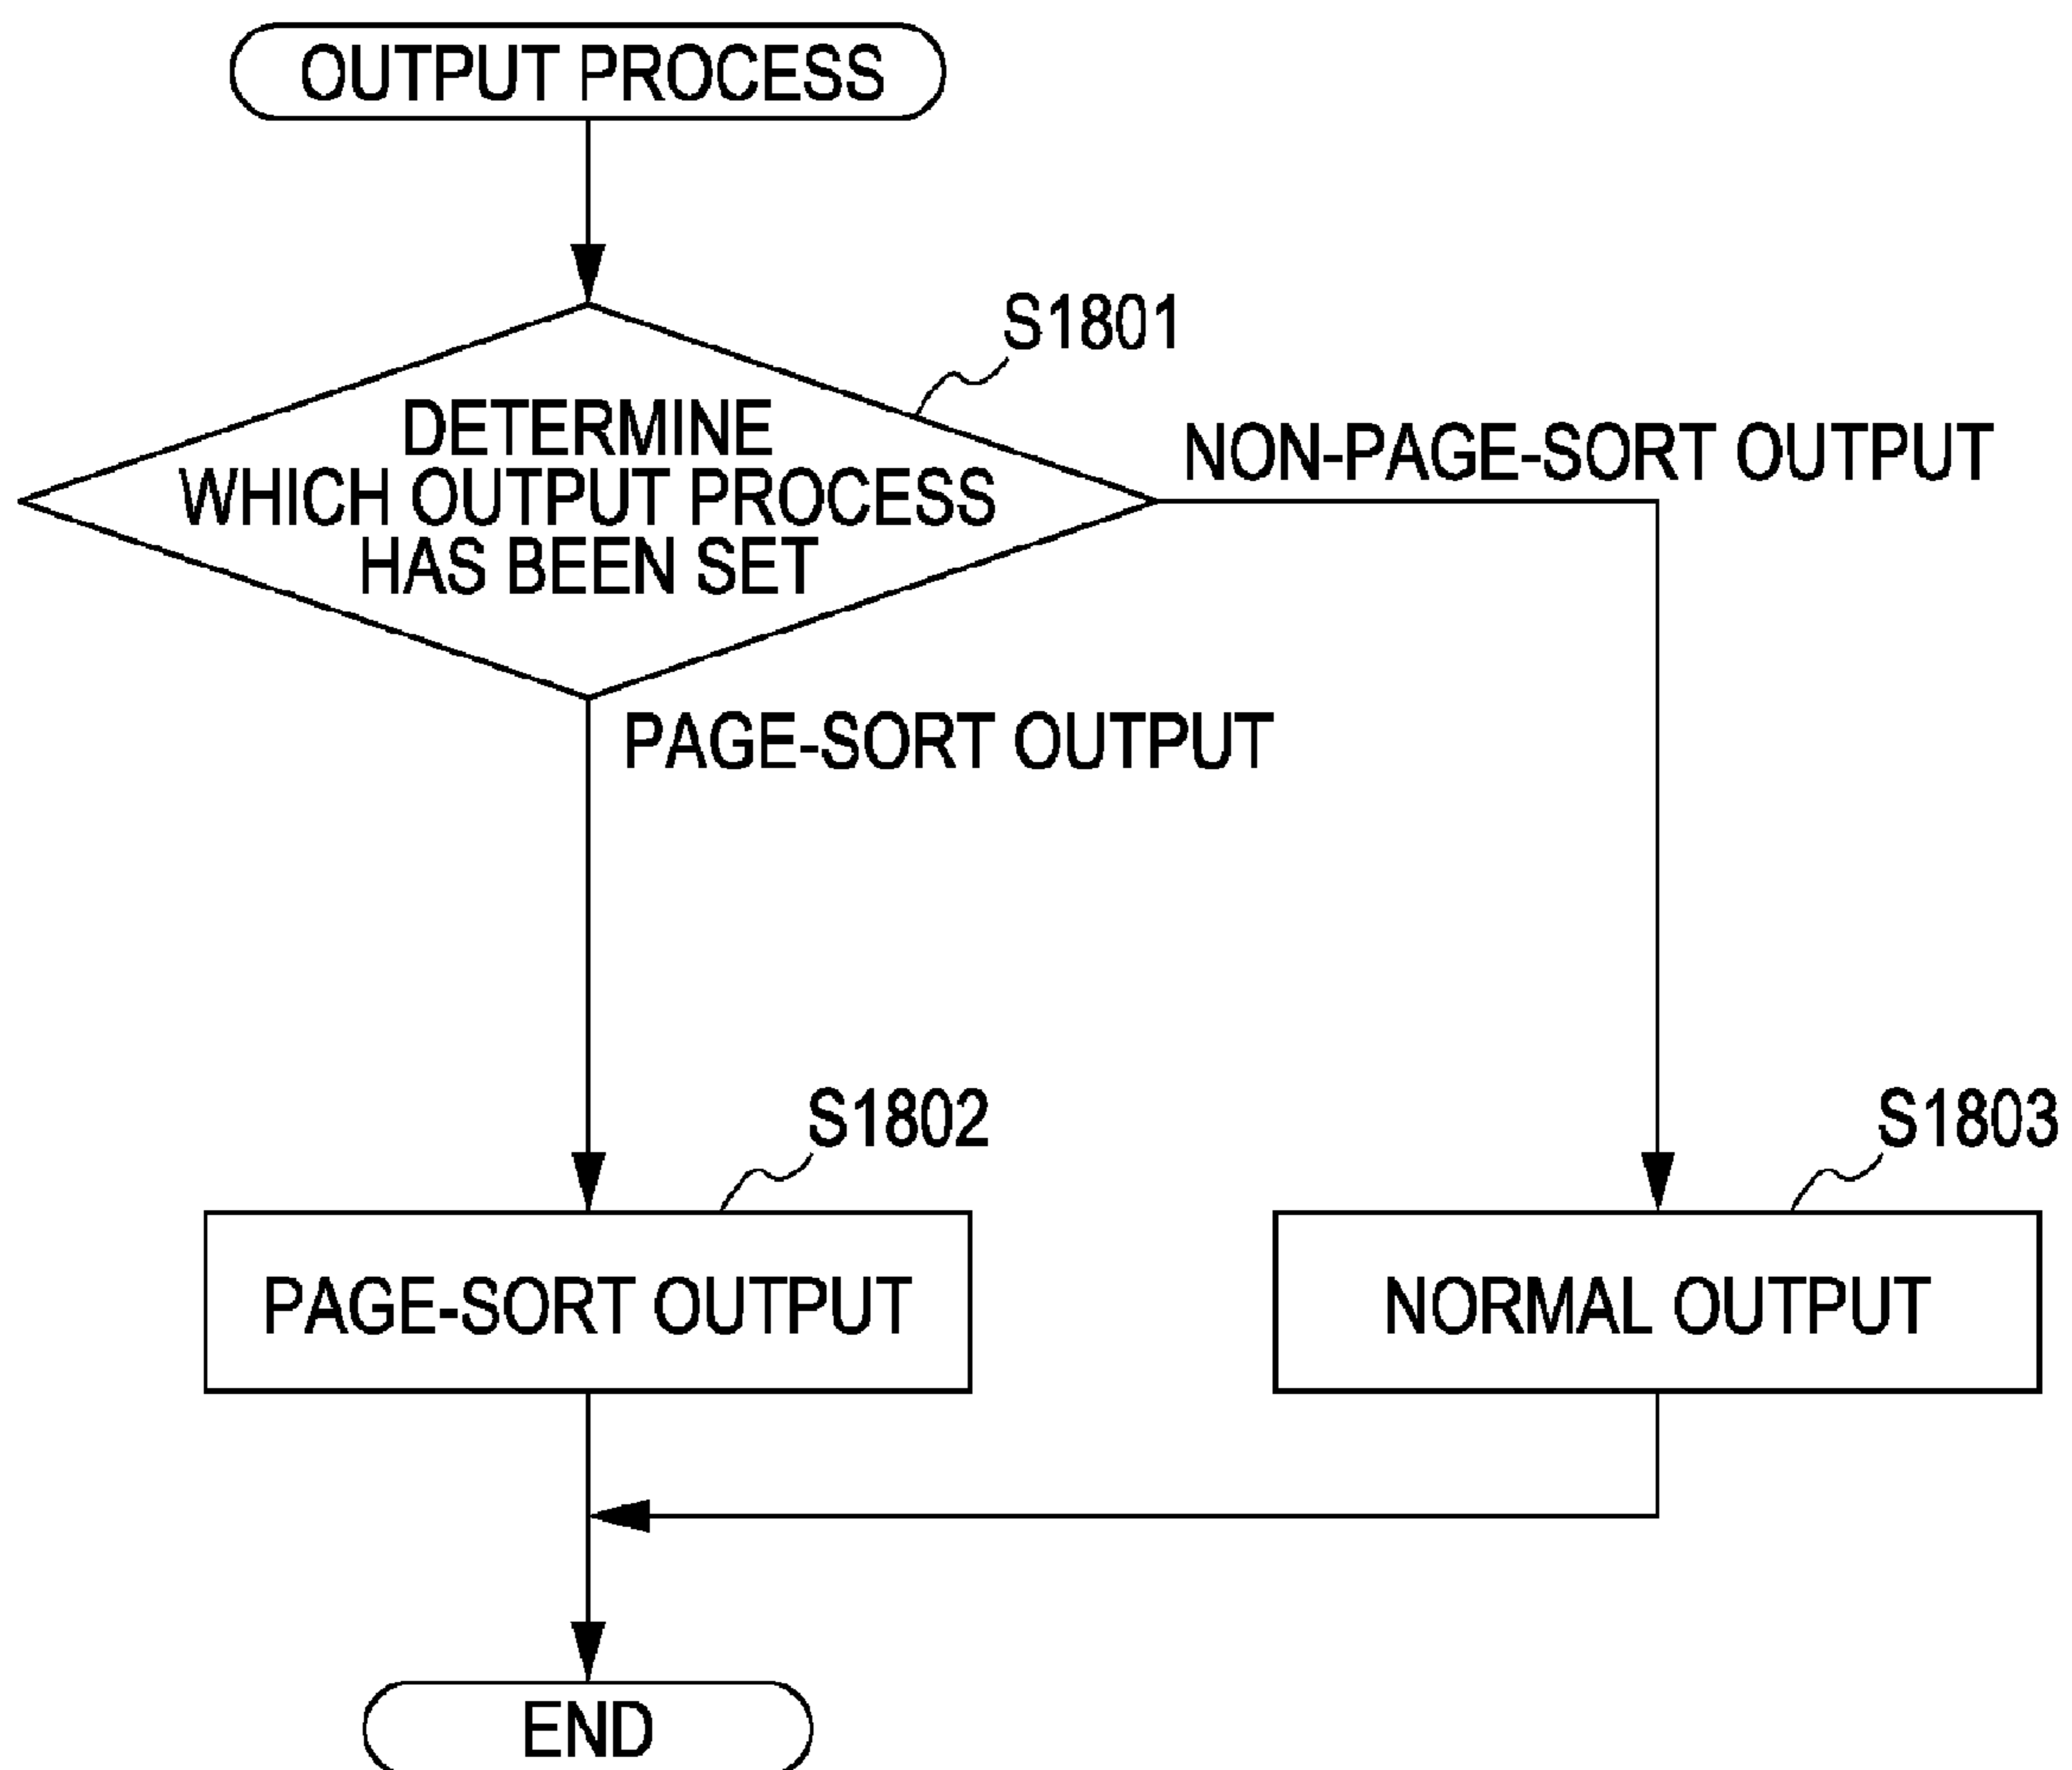 OUTPUT PROCESS
S1801
DETERMINE
WHICH OUTPUT PROCESS
HAS BEEN SET
NON-PAGE-SORT OUTPUT
PAGE-SORT OUTPUT
S1802
S1803
PAGE-SORT OUTPUT
NORMAL OUTPUT
END